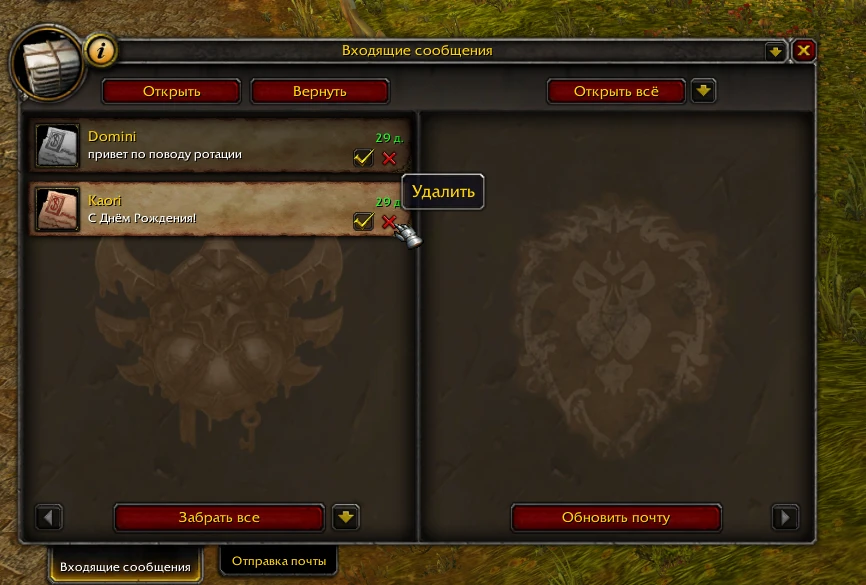 Входящие сообщения
Открыть
Вернуть
Открыть всё
Domini
29 д.
привет по поводу ротации
Удалить
Kaori
29 д
С Днём Рождения!
Забрать все
Обновить почту
Входящие сообщения
Отправка почты